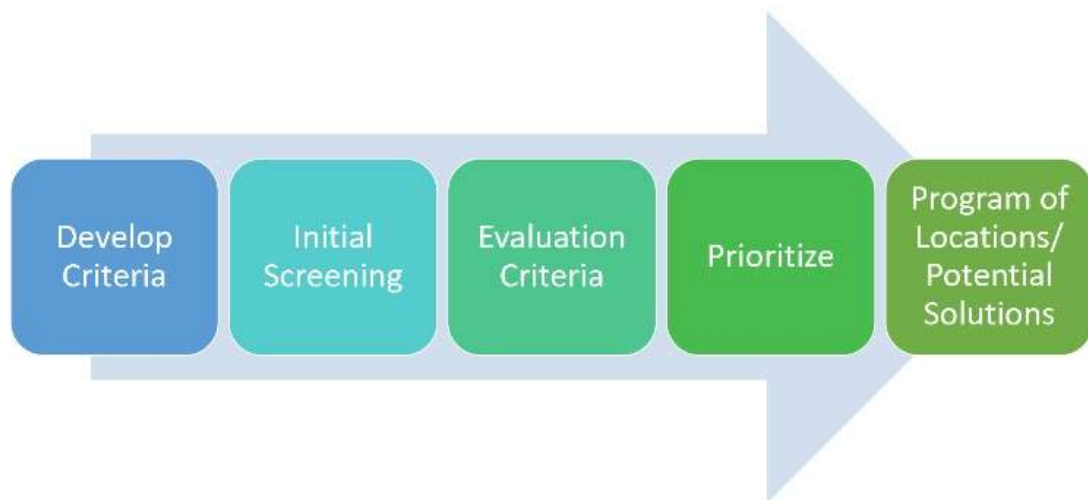 Develop
Criteria
Initial
Screening
Evaluation
Criteria
Prioritize
Program of
Locations/
Potential
Solutions